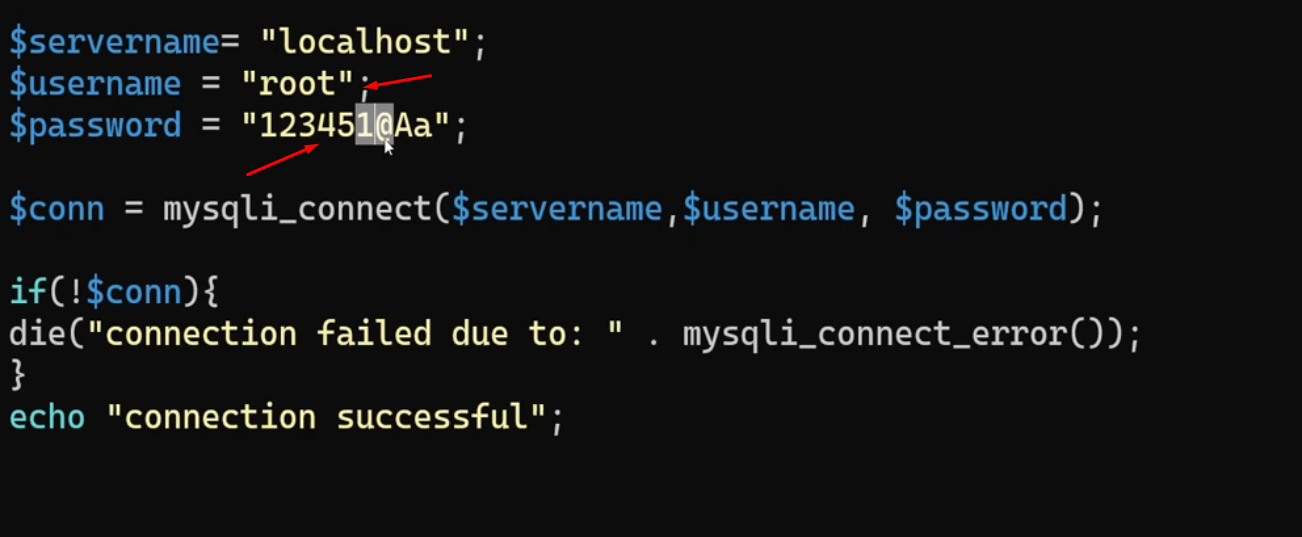 $servername= "localhost";
$username = "root";
$password = "123451@Aa";
$conn = mysqli_connect($servername,$username, $password);
if(!$conn){
die("connection failed due to: " . mysqli_connect_error());
}
echo "connection successful";